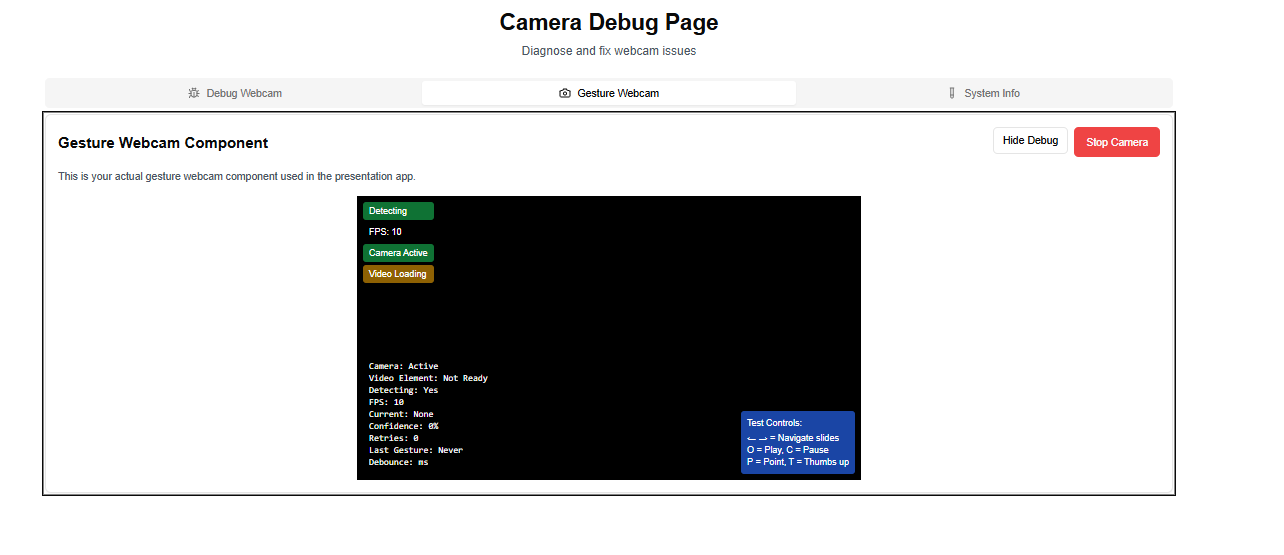 Camera Debug Page
Diagnose and fix webcam issues
Debug Webcam
Gesture Webcam
System Info
Gesture Webcam Component
Hide Debug
Stop Camera
This is your actual gesture webcam component used in the presentation app.
Detecting
FPS: 10
Camera Active
Video Loading
Camera: Active
Video Element: Not Ready
Detecting: Yes
FPS: 10
Current: None
Confidence: 0%
Retries: 0
Last Gesture: Never
Debounce: ms
Test Controls:
← → = Navigate slides
O = Play, C = Pause
P = Point, T = Thumbs up